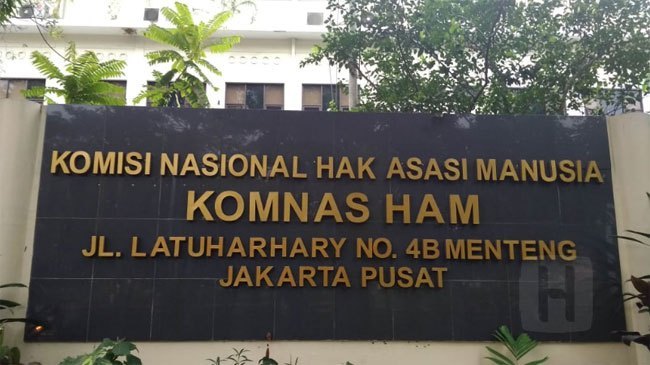 KOMISI NASIONAL HAK ASASI MANUSIA
KOMNAS HAM
JL. LATUHARHARY NO. 4B MENTENG
JAKARTA PUSAT
H